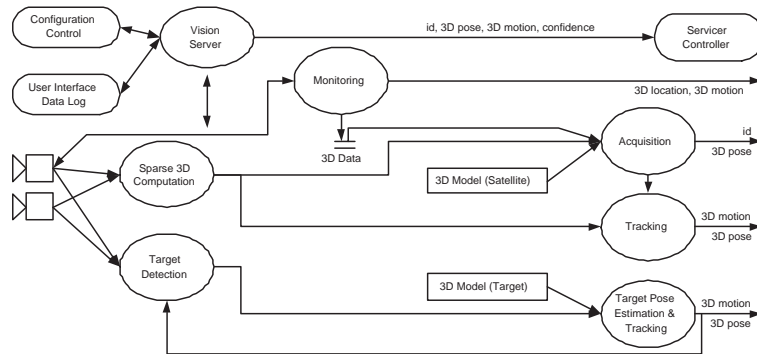 Configuration
Control
Vision
Server
id, 3D pose, 3D motion, confidence
Servicer
Controller
User Interface
Data Log
Monitoring
3D location, 3D motion
3D Data
Acquisition
id
3D pose
Sparse 3D
Computation
3D Model (Satellite)
Tracking
3D motion
3D pose
Target
Detection
3D Model (Target)
Target Pose
Estimation &
Tracking
3D motion
3D pose